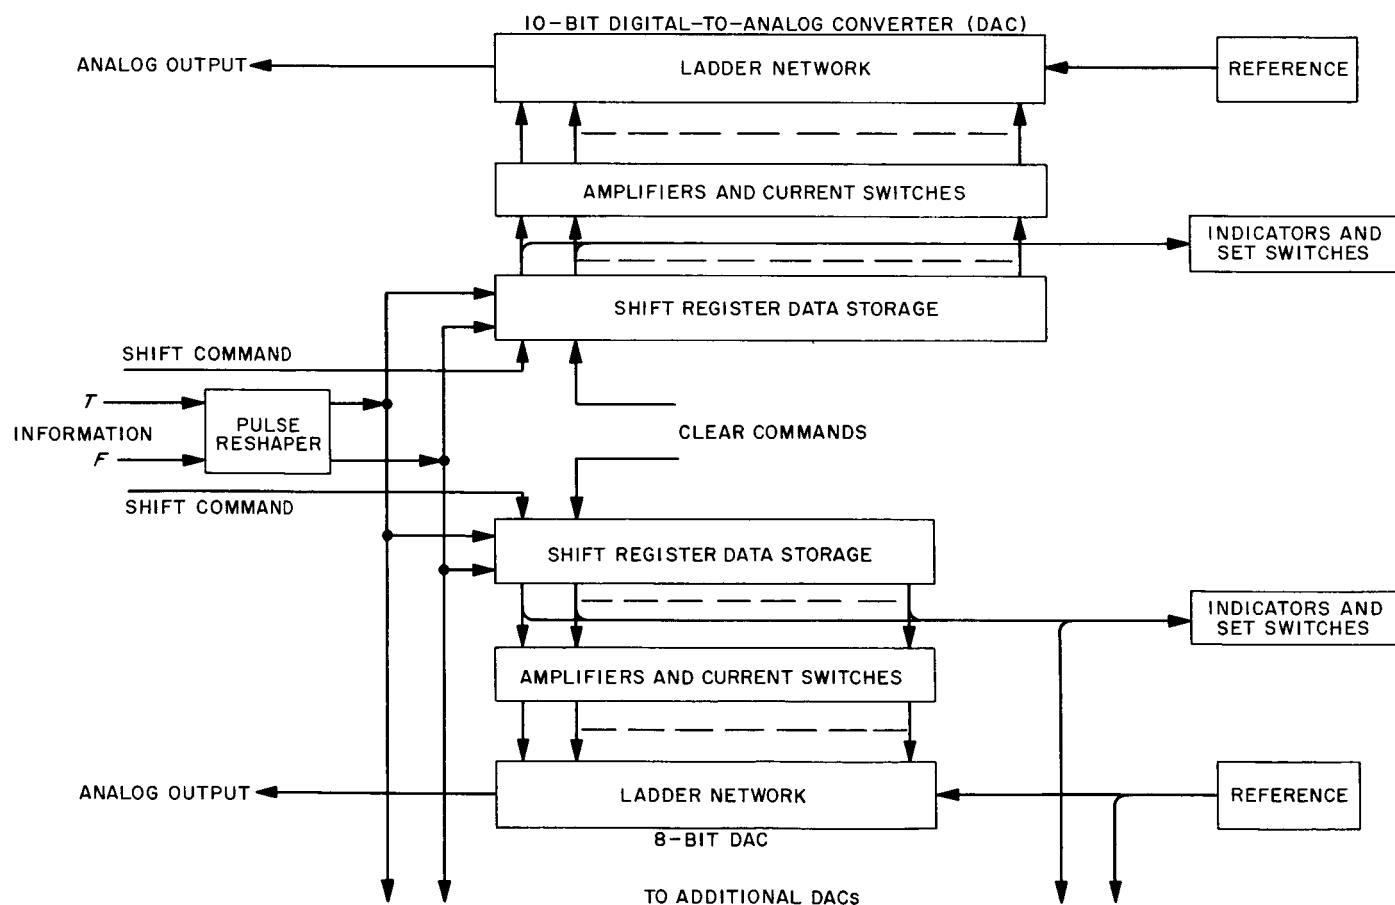 10-BIT DIGITAL-TO-ANALOG CONVERTER (DAC)
ANALOG OUTPUT
LADDER NETWORK
REFERENCE
AMPLIFIERS AND CURRENT SWITCHES
INDICATORS AND
SET SWITCHES
SHIFT REGISTER DATA STORAGE
SHIFT COMMAND
T
PULSE
RESHAPER
INFORMATION
F
CLEAR COMMANDS
SHIFT COMMAND
SHIFT REGISTER DATA STORAGE
INDICATORS AND
SET SWITCHES
AMPLIFIERS AND CURRENT SWITCHES
ANALOG OUTPUT
LADDER NETWORK
REFERENCE
8-BIT DAC
TO ADDITIONAL DACs